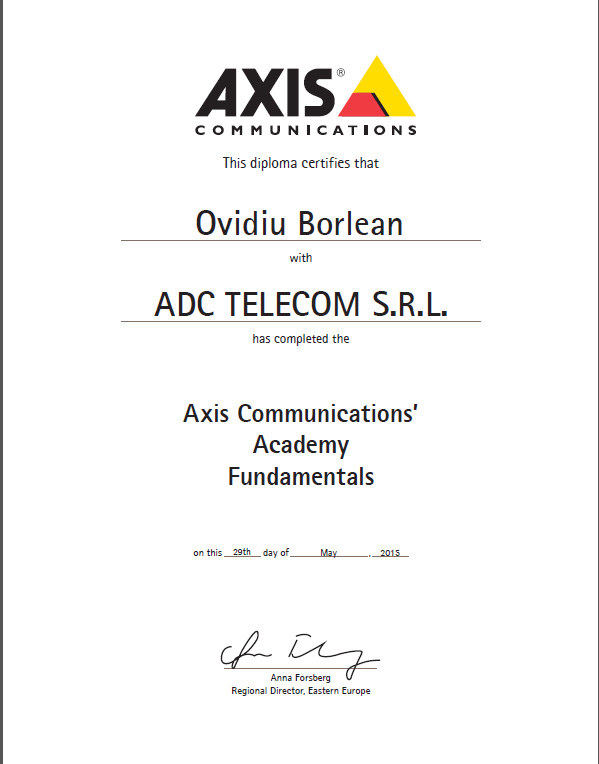 AXIS®
COMMUNICATIONS
This diploma certifies that
Ovidiu Borlean
with
ADC TELECOM S.R.L.
has completed the
Axis Communications'
Academy
Fundamentals
on this 29th day of May, 2015
Anna Forsberg
Regional Director, Eastern Europe